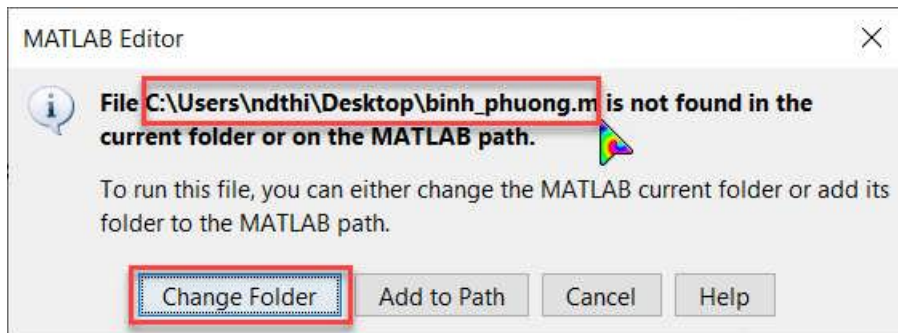 MATLAB Editor
File C:\Users\ndthi\Desktop\binh_phuong.m is not found in the
current folder or on the MATLAB path.
To run this file, you can either change the MATLAB current folder or add its
folder to the MATLAB path.
Change Folder Add to Path Cancel Help